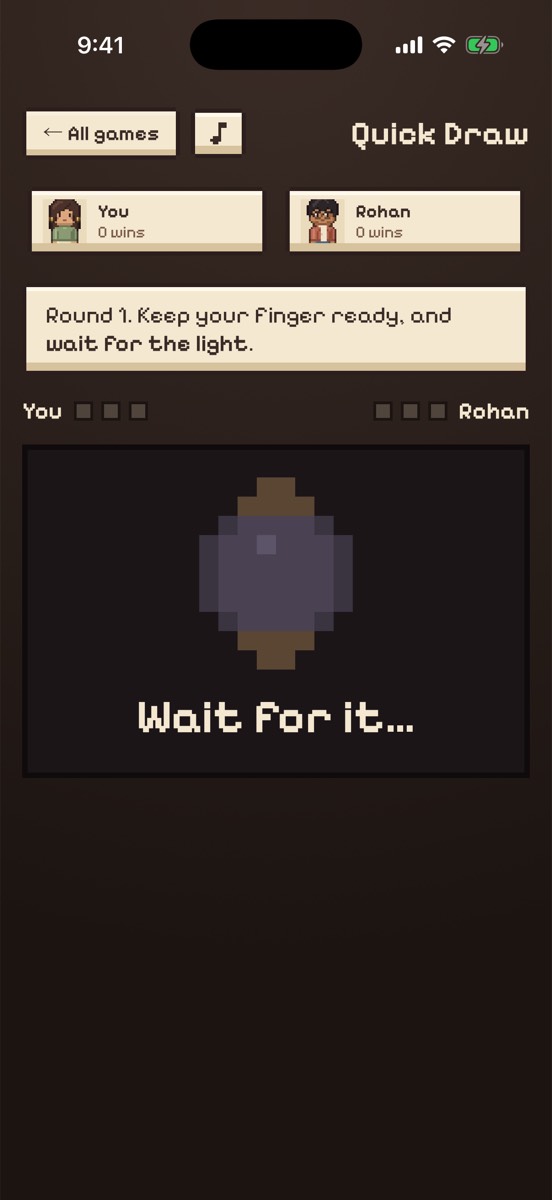 9:41
← All games
Quick Draw
You
0 wins
Rohan
0 wins
Round 1. Keep your finger ready, and
wait for the light.
You
Rohan
Wait for it...